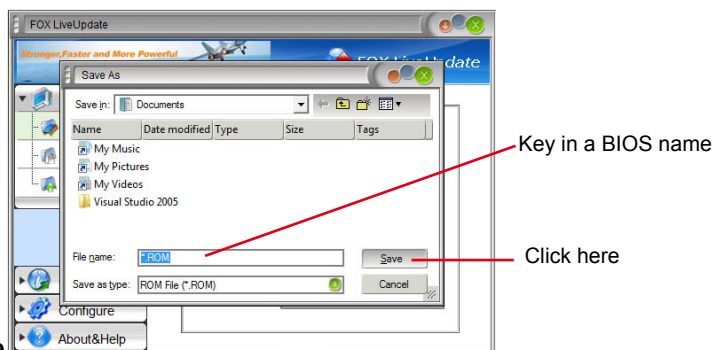 FOX LiveUpdate
Stronger,Faster and More Powerful
FOX LiveUpdate
Save As
Save in: Documents
Name Date modified Type Size Tags
My Music
My Pictures
My Videos
Visual Studio 2005
Key in a BIOS name
File name: *.ROM Save
Click here
Save as type: ROM File (*.ROM) Cancel
Configure
About&Help